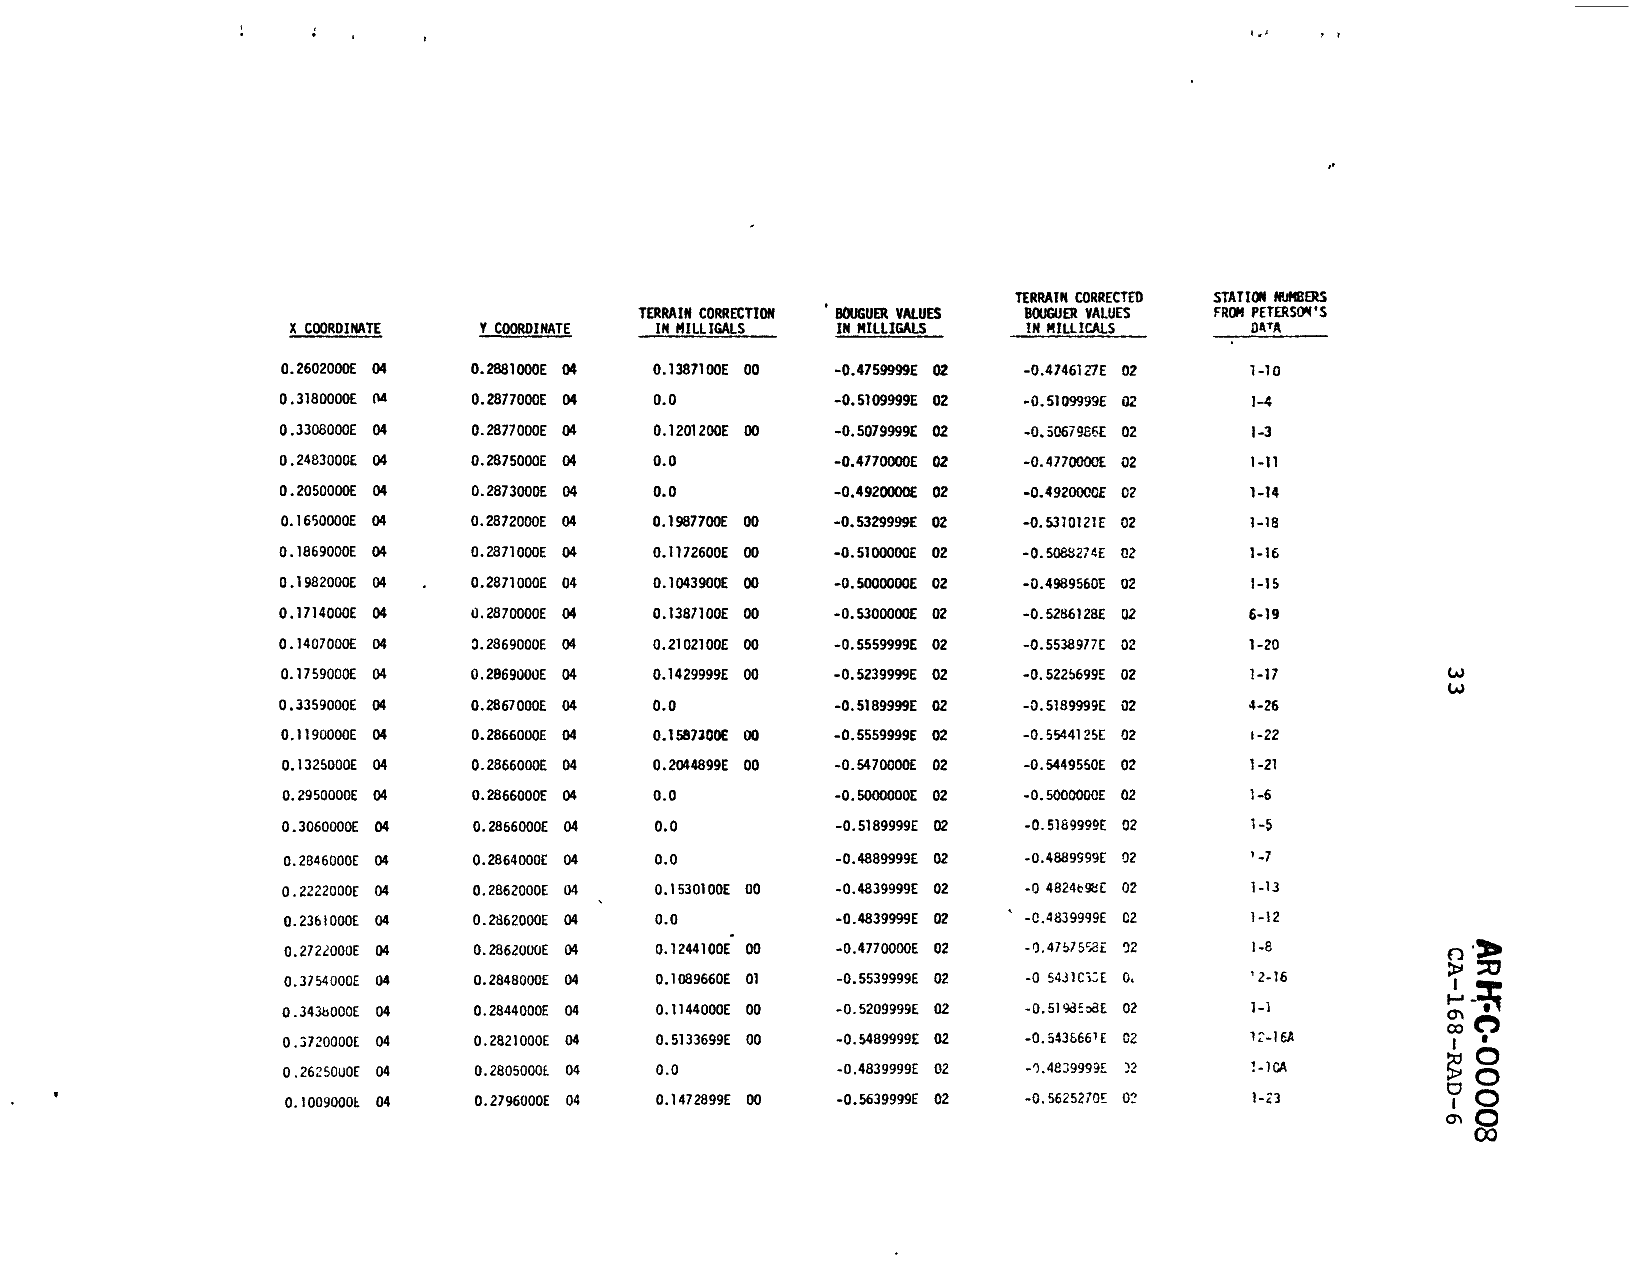 TERRAIN CORRECTED STATION NUMBERS
TERRAIN CORRECTION BOUGUER VALUES BOUGUER VALUES FROM PETERSON'S
X COORDINATE Y COORDINATE IN MILLIGALS IN MILLIGALS IN MILLIGALS DATA
0.2602000E 04 0.2881000E 04 0.1387100E 00 -0.4759999E 02 -0.4746127E 02 1-10
0.3180000E 04 0.2877000E 04 0.0 -0.5109999E 02 -0.5109999E 02 1-4
0.3308000E 04 0.2877000E 04 0.1201200E 00 -0.5079999E 02 -0.5067986E 02 1-3
0.2483000E 04 0.2875000E 04 0.0 -0.4770000E 02 -0.4770000E 02 1-11
0.2050000E 04 0.2873000E 04 0.0 -0.4920000E 02 -0.4920000E 02 1-14
0.1650000E 04 0.2872000E 04 0.1987700E 00 -0.5329999E 02 -0.5310121E 02 1-18
0.1869000E 04 0.2871000E 04 0.1172600E 00 -0.5100000E 02 -0.5088274E 02 1-16
0.1982000E 04 0.2871000E 04 0.1043900E 00 -0.5000000E 02 -0.4989560E 02 1-15
0.1714000E 04 0.2870000E 04 0.1387100E 00 -0.5300000E 02 -0.5286128E 02 6-19
0.1407000E 04 0.2869000E 04 0.2102100E 00 -0.5559999E 02 -0.5538977E 02 1-20
0.1759000E 04 0.2869000E 04 0.1429999E 00 -0.5239999E 02 -0.5225699E 02 1-17
0.3359000E 04 0.2867000E 04 0.0 -0.5189999E 02 -0.5189999E 02 4-26
0.1190000E 04 0.2866000E 04 0.1587300E 00 -0.5559999E 02 -0.5544125E 02 1-22
0.1325000E 04 0.2866000E 04 0.2044899E 00 -0.5470000E 02 -0.5449550E 02 1-21
0.2950000E 04 0.2866000E 04 0.0 -0.5000000E 02 -0.5000000E 02 1-6
0.3060000E 04 0.2866000E 04 0.0 -0.5189999E 02 -0.5189999E 02 1-5
0.2846000E 04 0.2864000E 04 0.0 -0.4889999E 02 -0.4889999E 02 1-7
0.2222000E 04 0.2862000E 04 0.1530100E 00 -0.4839999E 02 -0.4824698E 02 1-13
0.2361000E 04 0.2862000E 04 0.0 -0.4839999E 02 -0.4839999E 02 1-12
0.2722000E 04 0.2862000E 04 0.1244100E 00 -0.4770000E 02 -0.4757558E 02 1-8
0.3754000E 04 0.2848000E 04 0.1089660E 01 -0.5539999E 02 12-16
0.3438000E 04 0.2844000E 04 0.1144000E 00 -0.5209999E 02 -0.5198558E 02 1-1
0.3720000E 04 0.2821000E 04 0.5133699E 00 -0.5489999E 02 -0.5438661E 02 12-16A
0.2625000E 04 0.2805000E 04 0.0 -0.4839999E 02 -0.4839999E 02 1-10A
0.1009000E 04 0.2796000E 04 0.1472899E 00 -0.5639999E 02 -0.5625270E 02 1-23
33
ARH-C-00008
CA-168-RAD-6